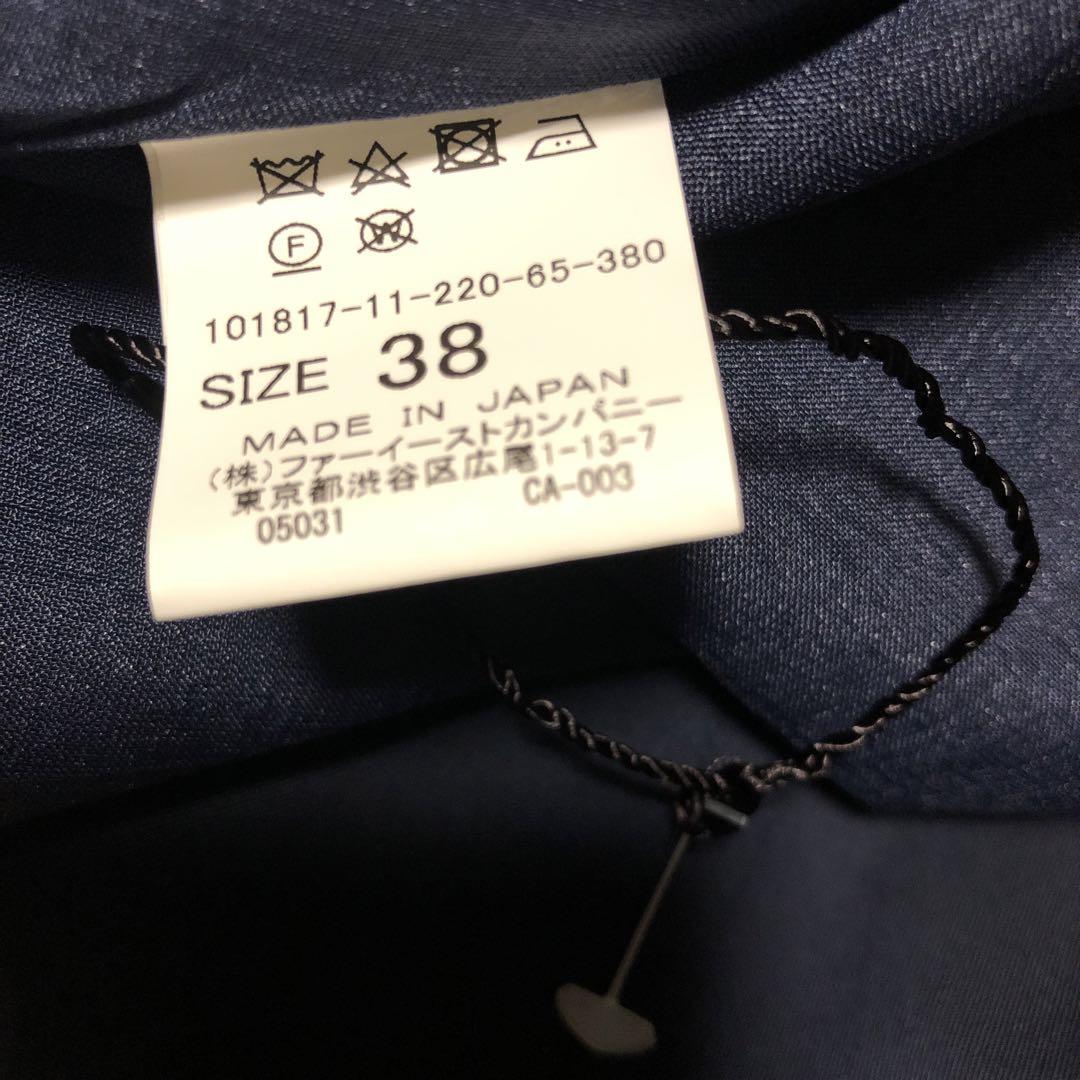 F W
101817-11-220-65-380
SIZE 38
MADE IN JAPAN
(株)ファーイーストカンパニー
東京都渋谷区広尾1-13-7
05031 CA-003